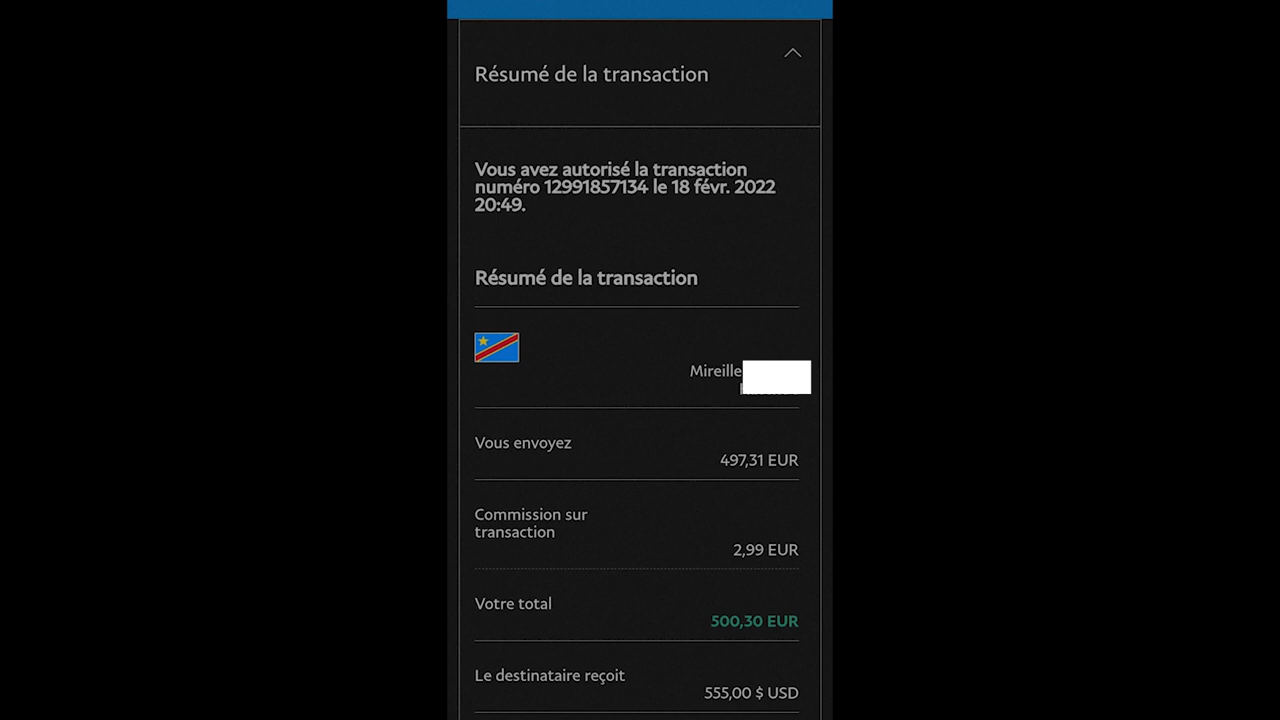 Résumé de la transaction
Vous avez autorisé la transaction
numéro 12991857134 le 18 févr. 2022
20:49.
Résumé de la transaction
Mireille
Vous envoyez
497,31 EUR
Commission sur
transaction
2,99 EUR
Votre total
500,30 EUR
Le destinataire reçoit
555,00 $ USD